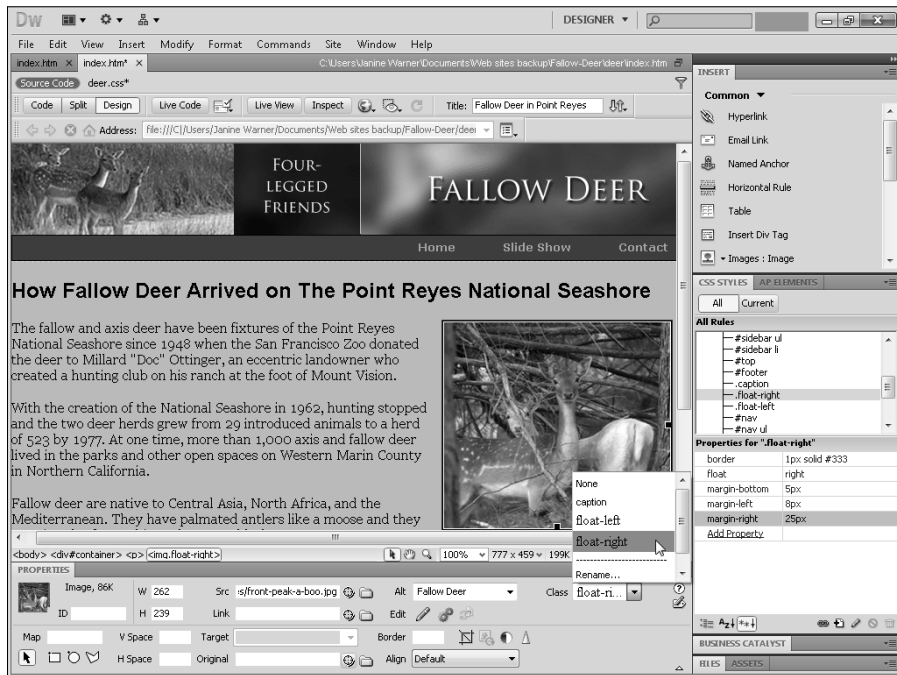 Dw
DESIGNER
File Edit View Insert Modify Format Commands Site Window Help
index.htm × index.htm* ×
C:\Users\Janine Warner\Documents\Web sites backup\Fallow-Deer\deer\index.htm
Source Code deer.css*
Code Split Design Live Code Live View Inspect Title: Fallow Deer in Point Reyes
Address: file:///C|/Users/Janine Warner/Documents/Web sites backup/Fallow-Deer/deer
FOUR-
LEGGED
FRIENDS
FALLOW DEER
Home Slide Show Contact
How Fallow Deer Arrived on The Point Reyes National Seashore
The fallow and axis deer have been fixtures of the Point Reyes
National Seashore since 1948 when the San Francisco Zoo donated
the deer to Millard "Doc" Ottinger, an eccentric landowner who
created a hunting club on his ranch at the foot of Mount Vision.
With the creation of the National Seashore in 1962, hunting stopped
and the two deer herds grew from 29 introduced animals to a herd
of 523 by 1977. At one time, more than 1,000 axis and fallow deer
lived in the parks and other open spaces on Western Marin County
in Northern California.
Fallow deer are native to Central Asia, North Africa, and the
Mediterranean. They have palmated antlers like a moose and they
None
caption
float-left
float-right
Rename...
<body> <div#container> <p> <img.float-right>
100% 777 x 459 199K
PROPERTIES
Image, 86K W 262 Src :s/front-peak-a-boo.jpg Alt Fallow Deer Class float-ri...
ID H 239 Link Edit
Map V Space Target Border
H Space Original Align Default
INSERT
Common
Hyperlink
Email Link
Named Anchor
Horizontal Rule
Table
Insert Div Tag
Images : Image
CSS STYLES AP ELEMENTS
All Current
All Rules
#sidebar ul
#sidebar li
#top
#footer
.caption
.float-right
.float-left
#nav
#nav ul
Properties for ".float-right"
border 1px solid #333
float right
margin-bottom 5px
margin-left 8px
margin-right 25px
Add Property
BUSINESS CATALYST
FILES ASSETS